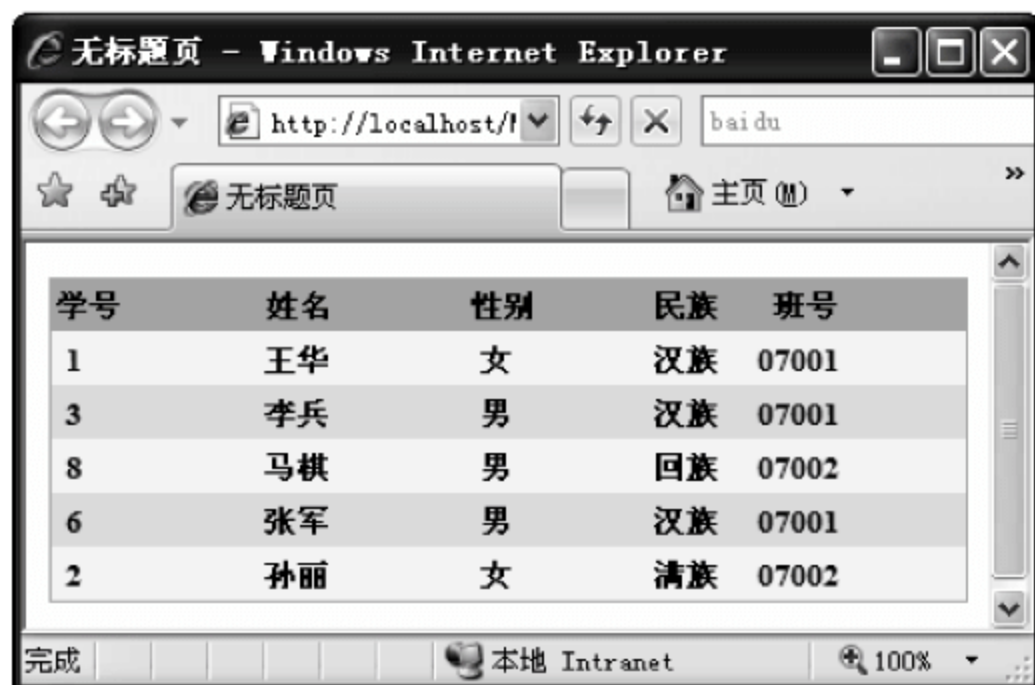 无标题页 - Windows Internet Explorer
http://localhost/
baidu
无标题页
主页(M)
»
学号 姓名 性别 民族 班号
1 王华 女 汉族 07001
3 李兵 男 汉族 07001
8 马棋 男 回族 07002
6 张军 男 汉族 07001
2 孙丽 女 满族 07002
完成
本地 Intranet
100%